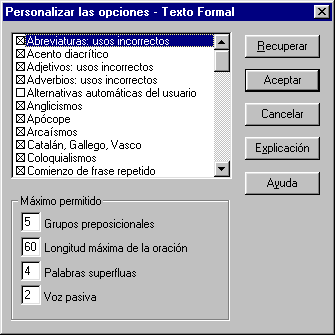 Personalizar las opciones - Texto Formal
Abreviaturas: usos incorrectos
Acento diacrítico
Adjetivos: usos incorrectos
Adverbios: usos incorrectos
Alternativas automáticas del usuario
Anglicismos
Apócope
Arcaísmos
Catalán, Gallego, Vasco
Coloquialismos
Comienzo de frase repetido
Recuperar
Aceptar
Cancelar
Explicación
Ayuda
Máximo permitido
5 Grupos preposicionales
60 Longitud máxima de la oración
4 Palabras superfluas
2 Voz pasiva